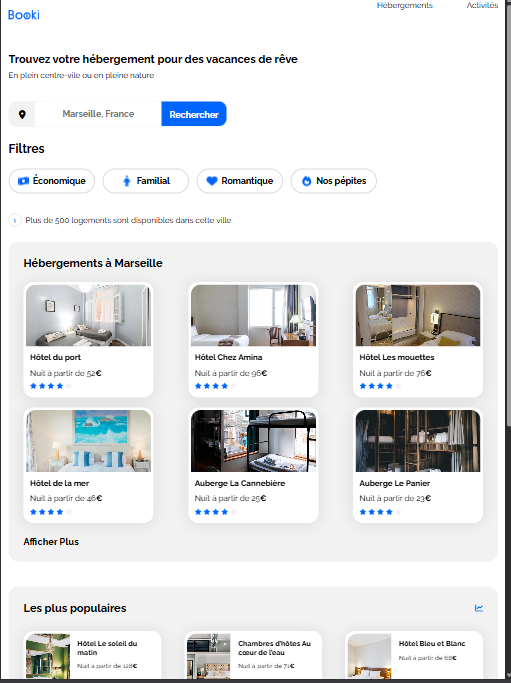 Hébergements Activités
Booki
Trouvez votre hébergement pour des vacances de rêve
En plein centre-vile ou en pleine nature
Marseille, France Rechercher
Filtres
Économique Familial Romantique Nos pépites
Plus de 500 logements sont disponibles dans cette ville
Hébergements à Marseille
Hôtel du port Hôtel Chez Amina Hôtel Les mouettes
Nuit à partir de 52€ Nuit à partir de 96€ Nuit à partir de 76€
Hôtel de la mer Auberge La Cannebière Auberge Le Panier
Nuit à partir de 46€ Nuit à partir de 25€ Nuit à partir de 23€
Afficher Plus
Les plus populaires
Hôtel Le soleil du Chambres d'hôtes Au Hôtel Bleu et Blanc
matin cœur de l'eau
Nuit à partir de 128€ Nuit à partir de 71€ Nuit à partir de 68€